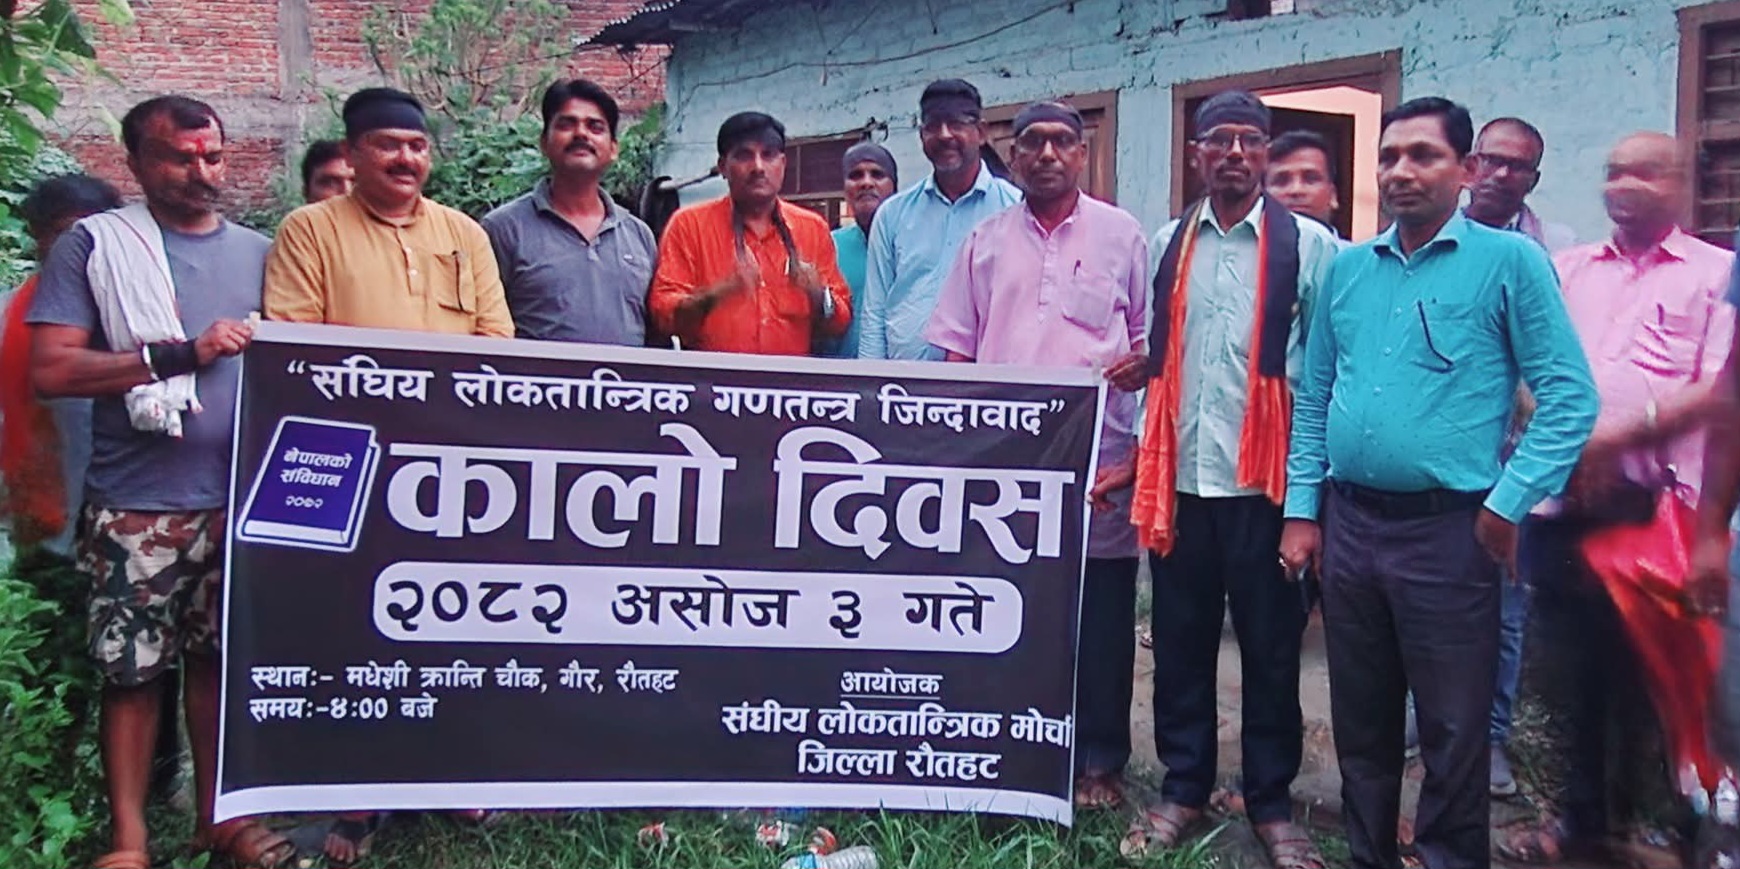 “संघिय लोकतान्त्रिक गणतन्त्र जिन्दावाद”
नेपालको
संविधान
२०७२
कालो दिवस
२०८२ असोज ३ गते
स्थानः- मधेशी क्रान्ति चौक, गौर, रौतहट
समयः-४:०० बजे
आयोजक
संघीय लोकतान्त्रिक मोर्चा
जिल्ला रौतहट